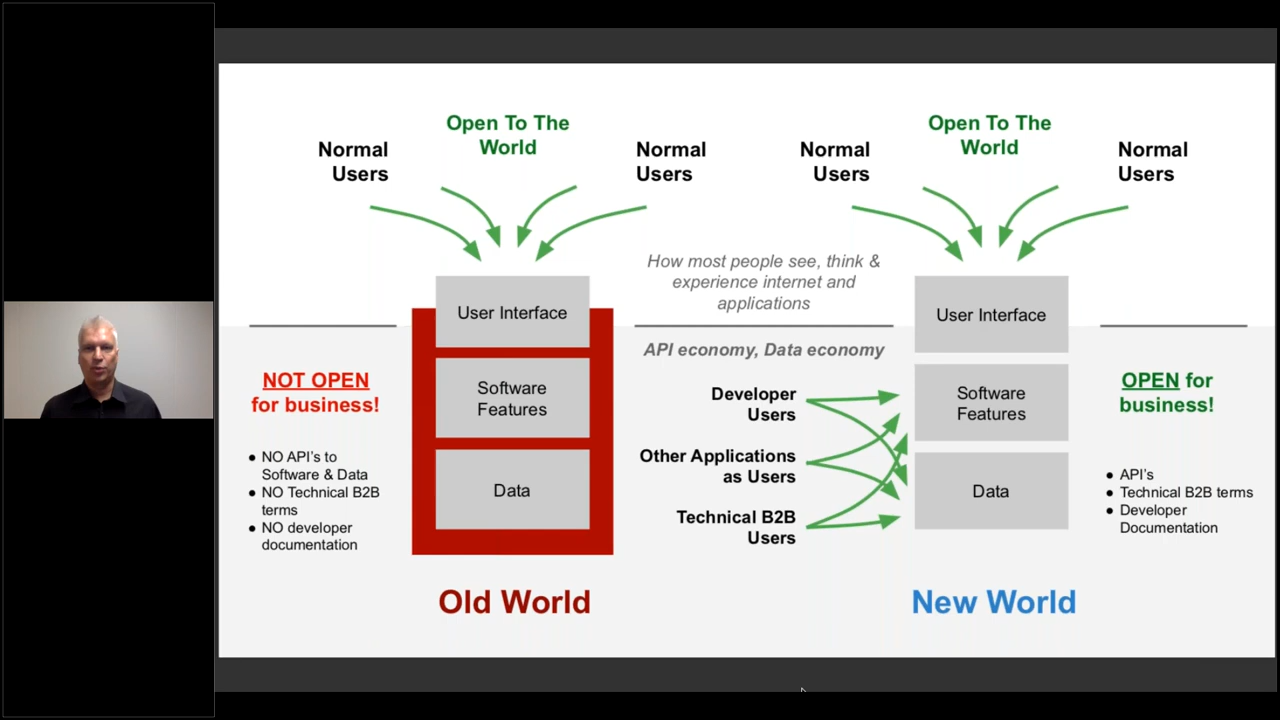 Open To The
World
Normal
Users
Normal
Users
User Interface
Software
Features
Data
NOT OPEN
for business!
● NO API's to
Software & Data
● NO Technical B2B
terms
● NO developer
documentation
Old World
How most people see, think &
experience internet and
applications
API economy, Data economy
Developer
Users
Other Applications
as Users
Technical B2B
Users
Open To The
World
Normal
Users
Normal
Users
User Interface
Software
Features
Data
OPEN for
business!
● API's
● Technical B2B terms
● Developer
Documentation
New World